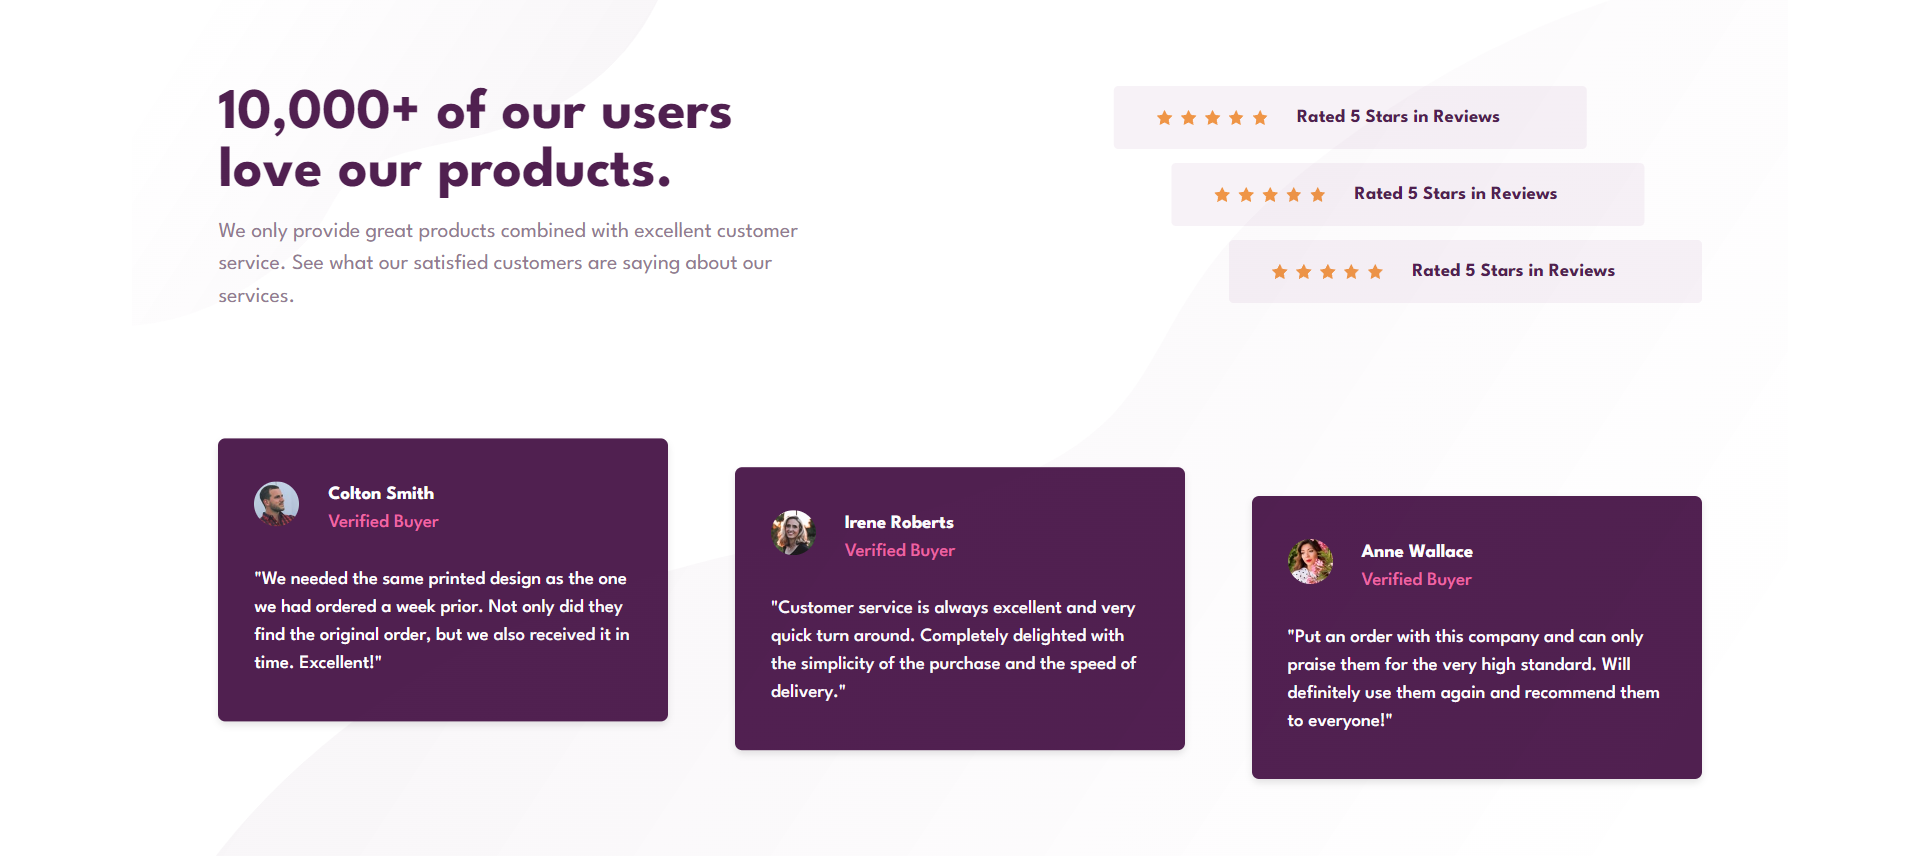 10,000+ of our users
love our products.
We only provide great products combined with excellent customer
service. See what our satisfied customers are saying about our
services.
Rated 5 Stars in Reviews
Rated 5 Stars in Reviews
Rated 5 Stars in Reviews
Colton Smith
Verified Buyer
"We needed the same printed design as the one
we had ordered a week prior. Not only did they
find the original order, but we also received it in
time. Excellent!"
Irene Roberts
Verified Buyer
"Customer service is always excellent and very
quick turn around. Completely delighted with
the simplicity of the purchase and the speed of
delivery."
Anne Wallace
Verified Buyer
"Put an order with this company and can only
praise them for the very high standard. Will
definitely use them again and recommend them
to everyone!"